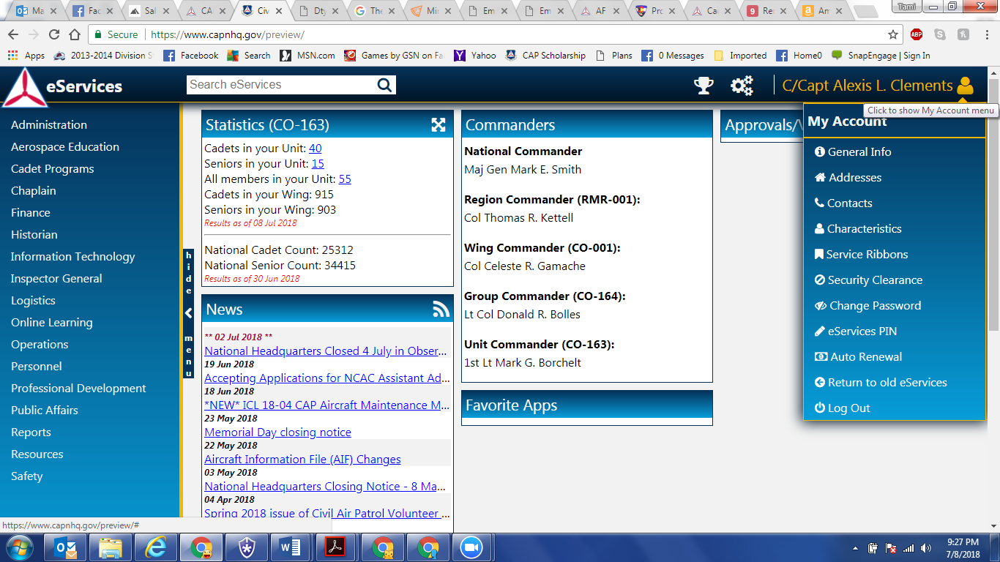 Ma
Fac
Sal
CA
Civ
Dty
The
Mir
Em
Em
AF
Pro
Ca
Re
An
Tami
Secure
https://www.capnhq.gov/preview/
Apps
2013-2014 Division S
Facebook
Search
MSN.com
Games by GSN on Fa
Yahoo
CAP Scholarship
Plans
0 Messages
Imported
Home0
SnapEngage | Sign In
eServices
Search eServices
C/Capt Alexis L. Clements
Click to show My Account menu
Administration
Aerospace Education
Cadet Programs
Chaplain
Finance
Historian
Information Technology
Inspector General
Logistics
Online Learning
Operations
Personnel
Professional Development
Public Affairs
Reports
Resources
Safety
hide
menu
Statistics (CO-163)
Cadets in your Unit: 40
Seniors in your Unit: 15
All members in your Unit: 55
Cadets in your Wing: 915
Seniors in your Wing: 903
Results as of 08 Jul 2018
National Cadet Count: 25312
National Senior Count: 34415
Results as of 30 Jun 2018
News
** 02 Jul 2018 **
National Headquarters Closed 4 July in Obser...
19 Jun 2018
Accepting Applications for NCAC Assistant Ad...
18 Jun 2018
*NEW* ICL 18-04 CAP Aircraft Maintenance M...
23 May 2018
Memorial Day closing notice
22 May 2018
Aircraft Information File (AIF) Changes
03 May 2018
National Headquarters Closing Notice - 8 Ma...
04 Apr 2018
Spring 2018 issue of Civil Air Patrol Volunteer ...
Commanders
National Commander
Maj Gen Mark E. Smith
Region Commander (RMR-001):
Col Thomas R. Kettell
Wing Commander (CO-001):
Col Celeste R. Gamache
Group Commander (CO-164):
Lt Col Donald R. Bolles
Unit Commander (CO-163):
1st Lt Mark G. Borchelt
Favorite Apps
Approvals/
My Account
General Info
Addresses
Contacts
Characteristics
Service Ribbons
Security Clearance
Change Password
eServices PIN
Auto Renewal
Return to old eServices
Log Out
https://www.capnhq.gov/preview/#
9:27 PM
7/8/2018